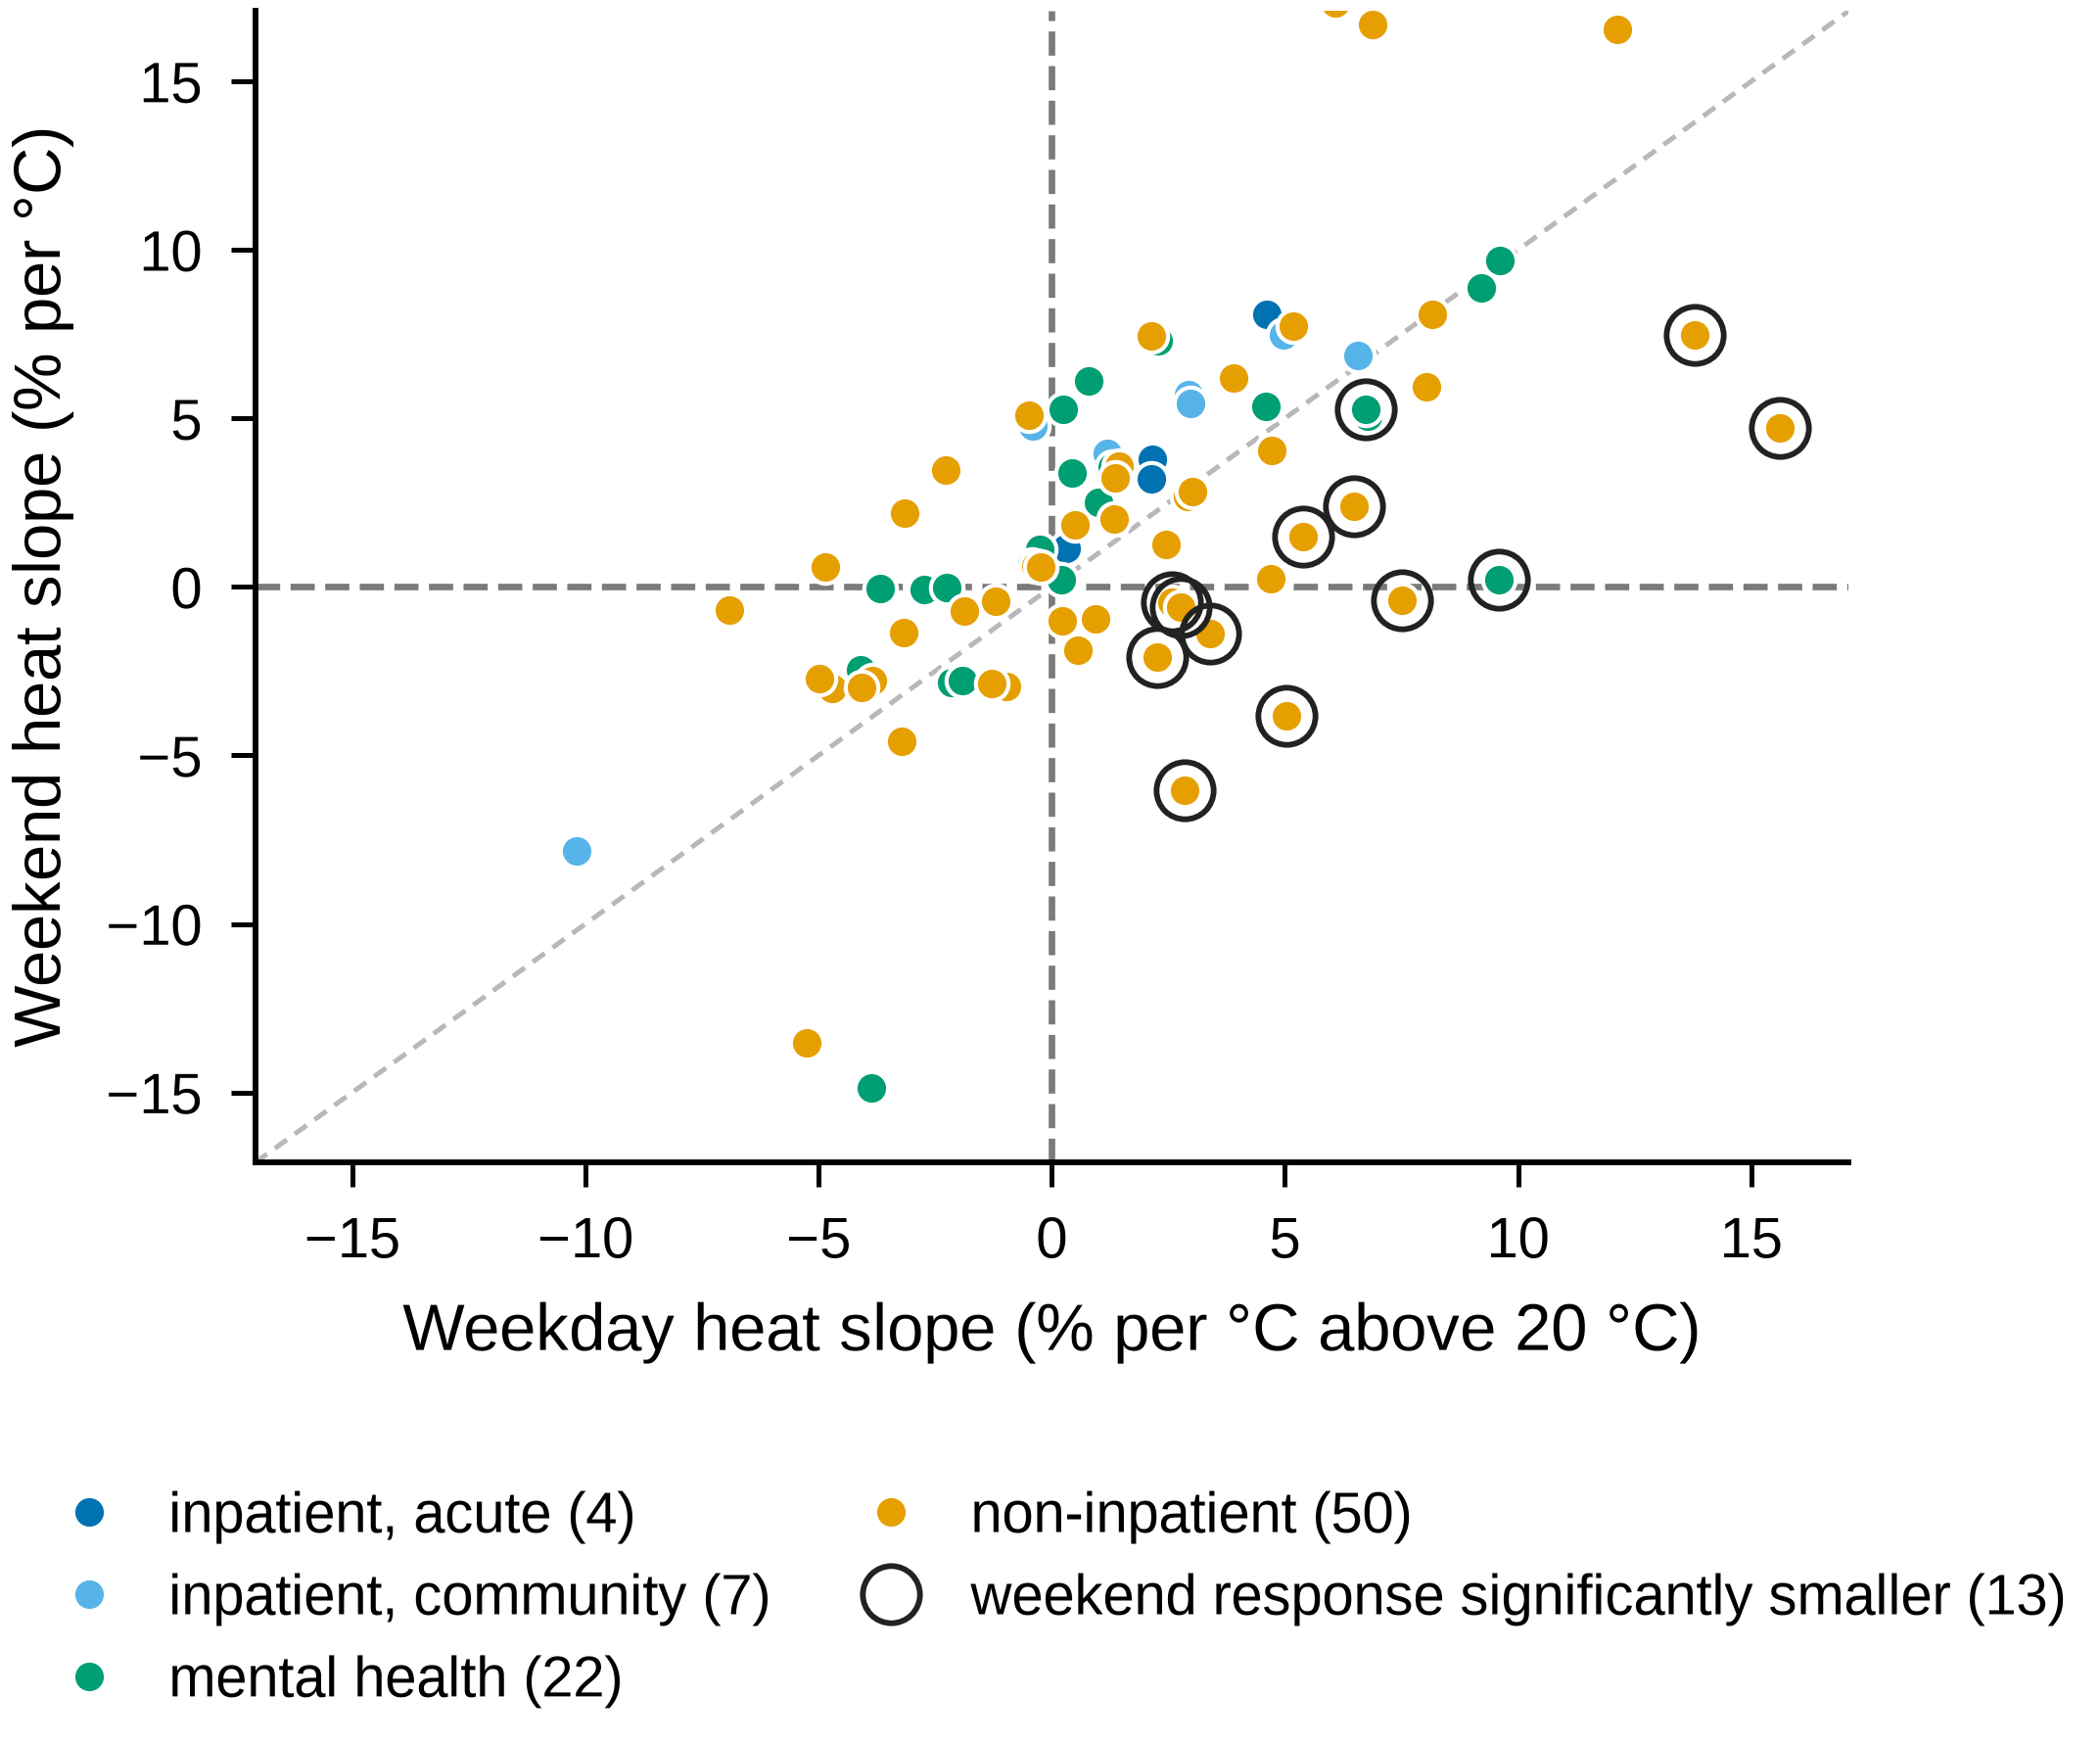 Weekend heat slope (% per °C)
15
10
5
0
−5
−10
−15
−15 −10 −5 0 5 10 15
Weekday heat slope (% per °C above 20 °C)
inpatient, acute (4)
inpatient, community (7)
mental health (22)
non-inpatient (50)
weekend response significantly smaller (13)